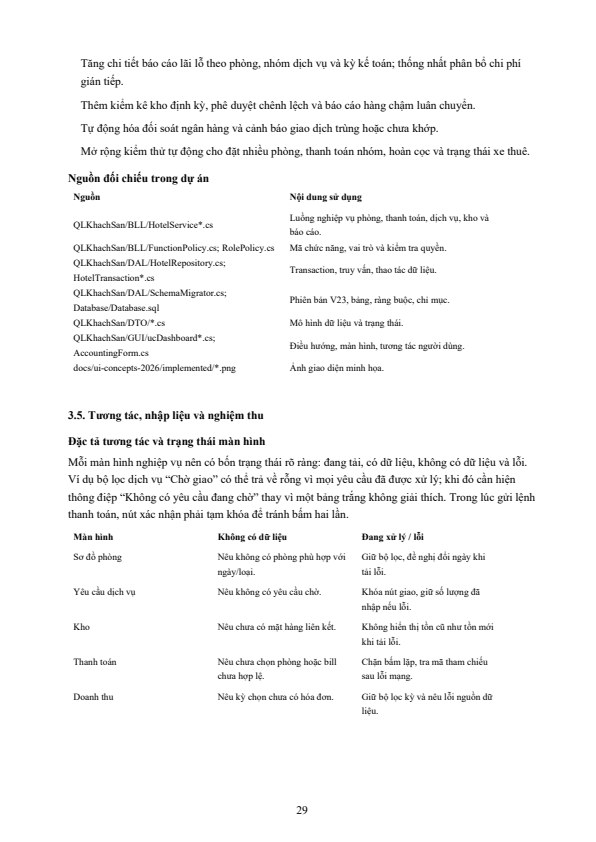 Tăng chi tiết báo cáo lãi lỗ theo phòng, nhóm dịch vụ và kỳ kế toán; thống nhất phân bổ chi phí
gián tiếp.
Thêm kiểm kê kho định kỳ, phê duyệt chênh lệch và báo cáo hàng chậm luân chuyển.
Tự động hóa đối soát ngân hàng và cảnh báo giao dịch trùng hoặc chưa khớp.
Mở rộng kiểm thử tự động cho đặt nhiều phòng, thanh toán nhóm, hoàn cọc và trạng thái xe thuê.
Nguồn đối chiếu trong dự án
Nguồn Nội dung sử dụng
QLKhachSan/BLL/HotelService*.cs Luồng nghiệp vụ phòng, thanh toán, dịch vụ, kho và
báo cáo.
QLKhachSan/BLL/FunctionPolicy.cs; RolePolicy.cs Mã chức năng, vai trò và kiểm tra quyền.
QLKhachSan/DAL/HotelRepository.cs;
HotelTransaction*.cs Transaction, truy vấn, thao tác dữ liệu.
QLKhachSan/DAL/SchemaMigrator.cs;
Database/Database.sql Phiên bản V23, bảng, ràng buộc, chỉ mục.
QLKhachSan/DTO/*.cs Mô hình dữ liệu và trạng thái.
QLKhachSan/GUI/ucDashboard*.cs;
AccountingForm.cs Điều hướng, màn hình, tương tác người dùng.
docs/ui-concepts-2026/implemented/*.png Ảnh giao diện minh họa.
3.5. Tương tác, nhập liệu và nghiệm thu
Đặc tả tương tác và trạng thái màn hình
Mỗi màn hình nghiệp vụ nên có bốn trạng thái rõ ràng: đang tải, có dữ liệu, không có dữ liệu và lỗi.
Ví dụ bộ lọc dịch vụ “Chờ giao” có thể trả về rỗng vì mọi yêu cầu đã được xử lý; khi đó cần hiện
thông điệp “Không có yêu cầu đang chờ” thay vì một bảng trắng không giải thích. Trong lúc gửi lệnh
thanh toán, nút xác nhận phải tạm khóa để tránh bấm hai lần.
Màn hình Không có dữ liệu Đang xử lý / lỗi
Sơ đồ phòng Nêu không có phòng phù hợp với Giữ bộ lọc, đề nghị đổi ngày khi
ngày/loại. tải lỗi.
Yêu cầu dịch vụ Nêu không có yêu cầu chờ. Khóa nút giao, giữ số lượng đã
nhập nếu lỗi.
Kho Nêu chưa có mặt hàng liên kết. Không hiển thị tồn cũ như tồn mới
khi tải lỗi.
Thanh toán Nêu chưa chọn phòng hoặc bill Chặn bấm lặp, tra mã tham chiếu
chưa hợp lệ. sau lỗi mạng.
Doanh thu Nêu kỳ chọn chưa có hóa đơn. Giữ bộ lọc kỳ và nêu lỗi nguồn dữ
liệu.
29